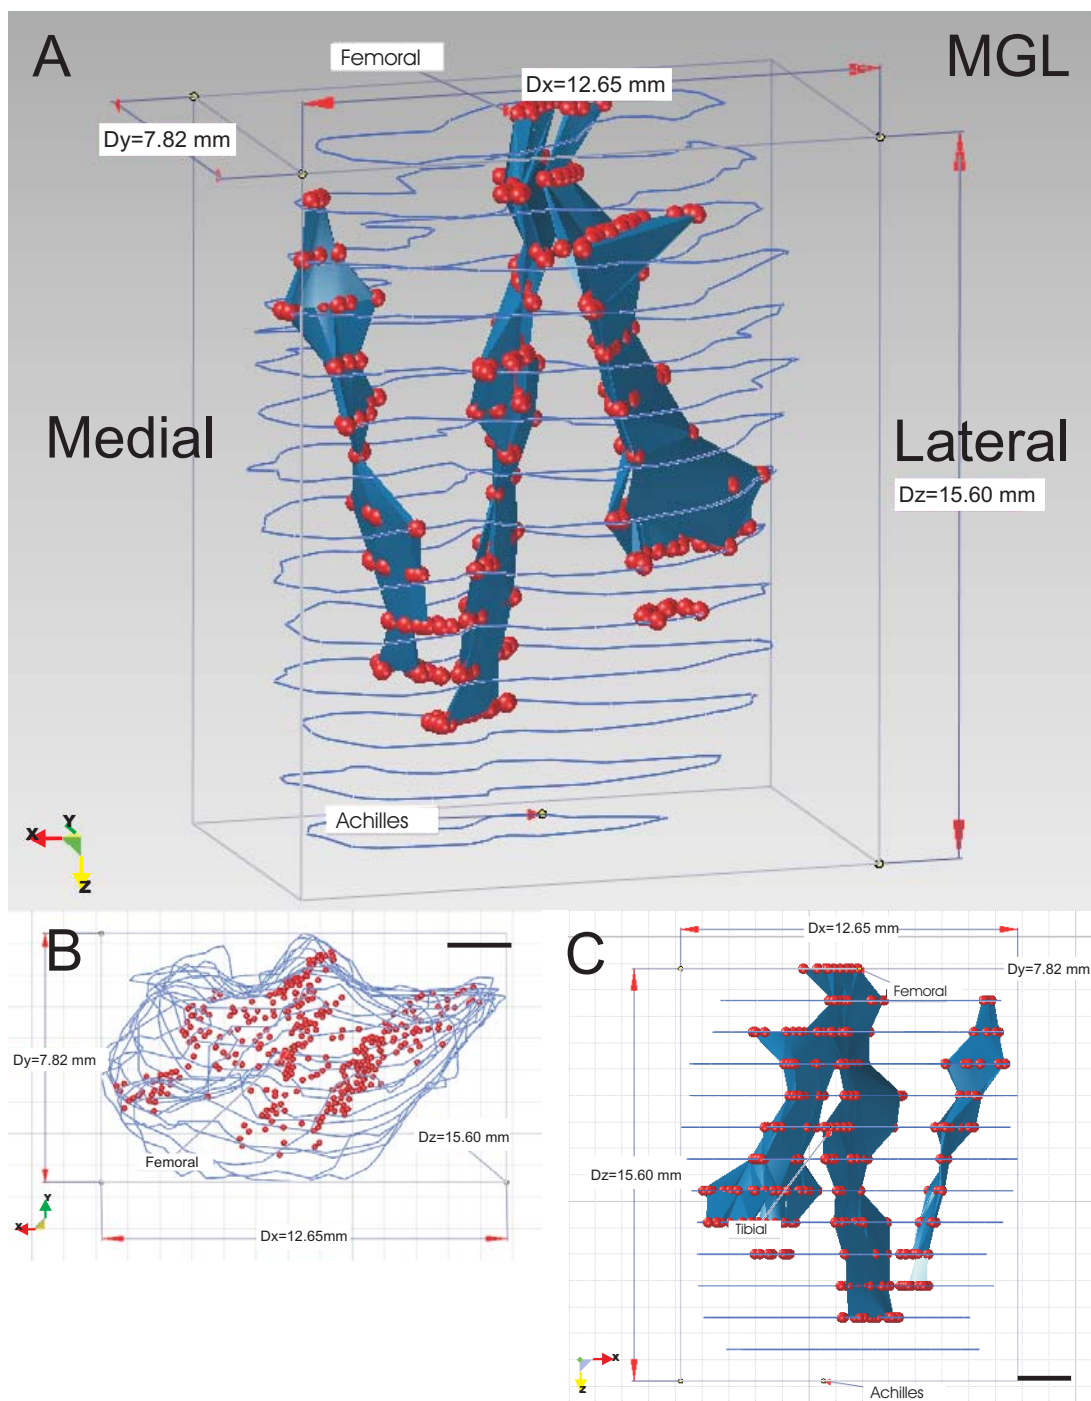 A
MGL
Femoral
Dx=12.65 mm
Dy=7.82 mm
Medial
Lateral
Dz=15.60 mm
Achilles
X
Y
Z
B
Dy=7.82 mm
Dz=15.60 mm
Femoral
Dx=12.65mm
Y
X
C
Dx=12.65 mm
Dy=7.82 mm
Femoral
Dz=15.60 mm
Tibial
X
Z
Achilles